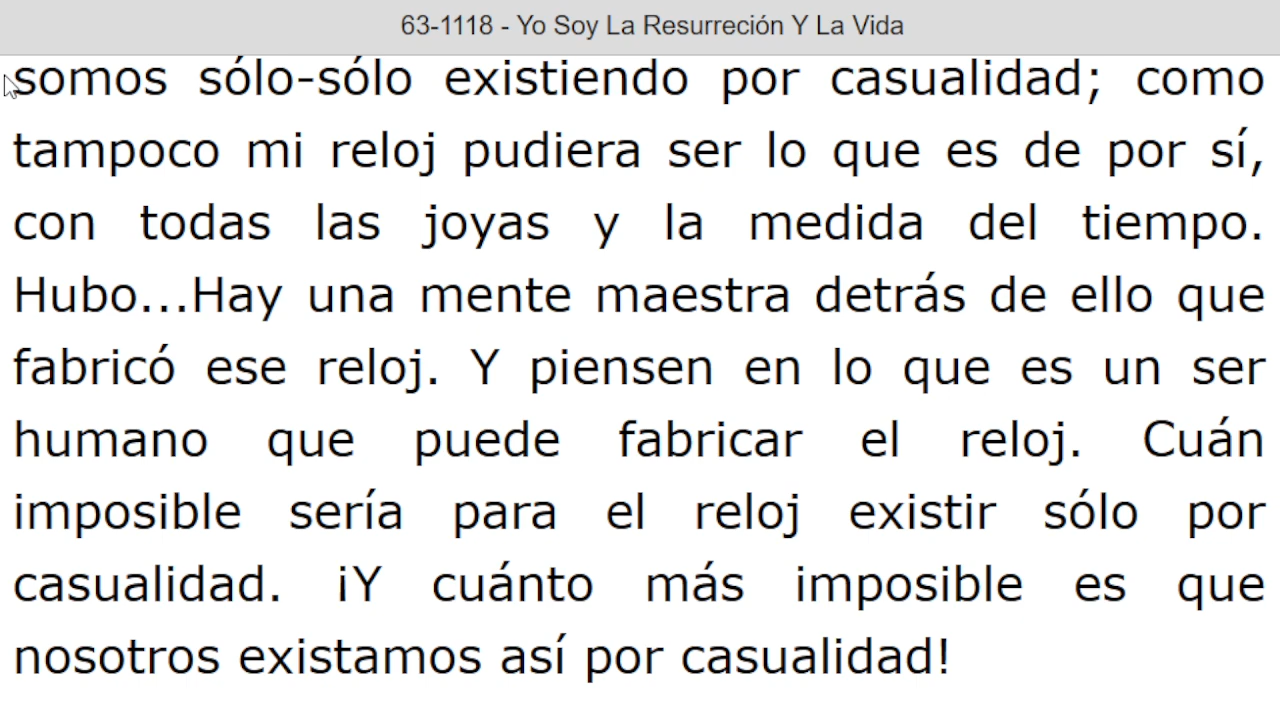 63-1118 - Yo Soy La Resurreción Y La Vida
somos sólo-sólo existiendo por casualidad; como
tampoco mi reloj pudiera ser lo que es de por sí,
con todas las joyas y la medida del tiempo.
Hubo...Hay una mente maestra detrás de ello que
fabricó ese reloj. Y piensen en lo que es un ser
humano que puede fabricar el reloj. Cuán
imposible sería para el reloj existir sólo por
casualidad. ¡Y cuánto más imposible es que
nosotros existamos así por casualidad!